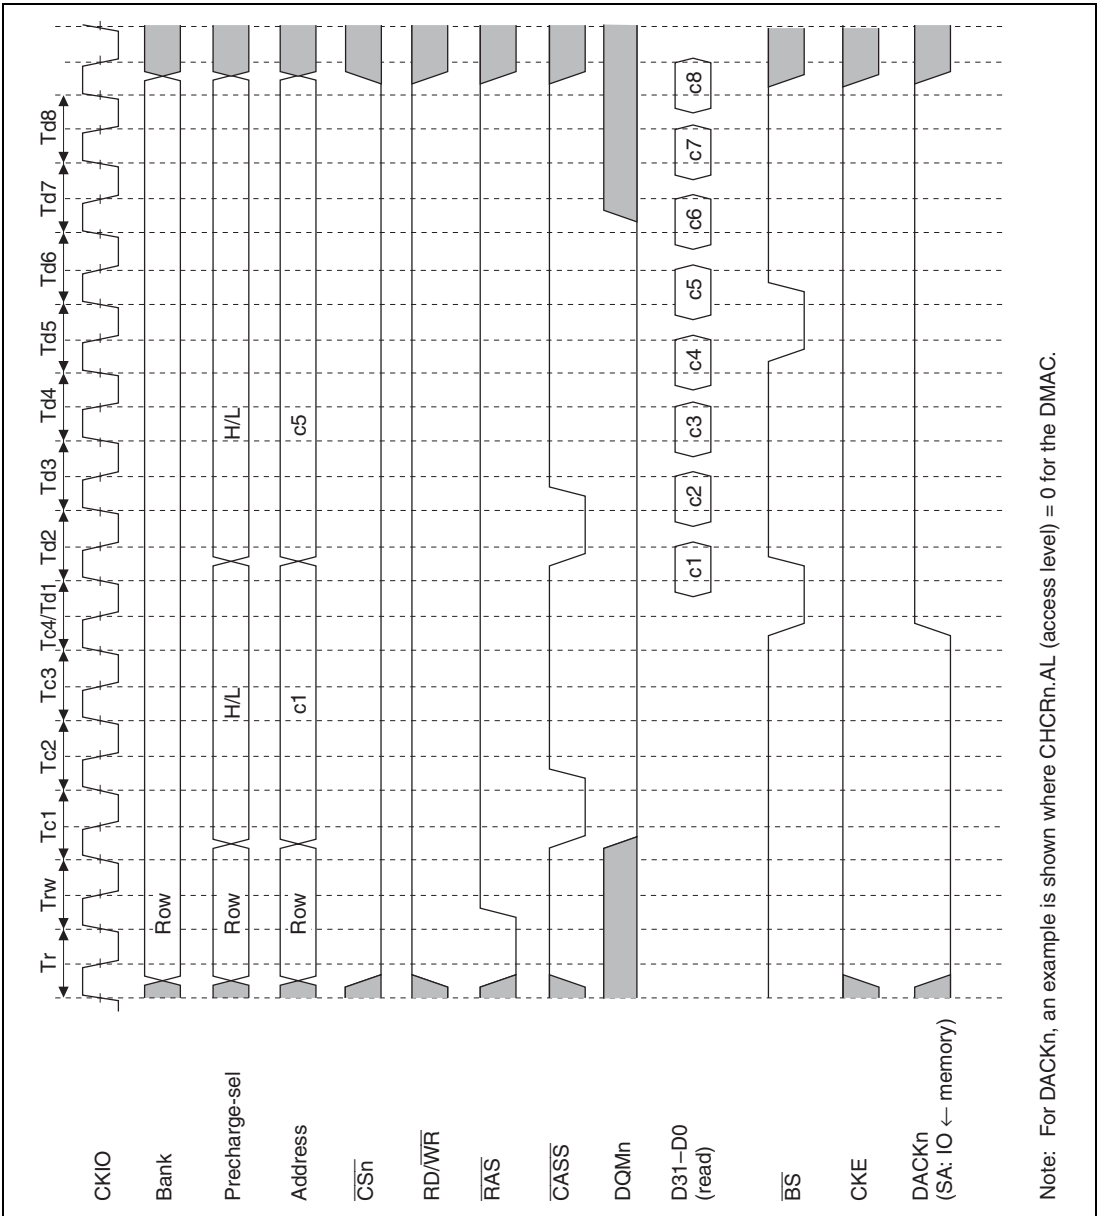 Tr Trw Tc1 Tc2 Tc3 Tc4/Td1 Td2 Td3 Td4 Td5 Td6 Td7 Td8
CKIO
Bank Row
Precharge-sel Row H/L H/L
Address Row c1 c5
CSn
RD/WR
RAS
CASS
DQMn
D31–D0
(read) c1 c2 c3 c4 c5 c6 c7 c8
BS
CKE
DACKn
(SA: IO ← memory)
Note: For DACKn, an example is shown where CHCRn.AL (access level) = 0 for the DMAC.